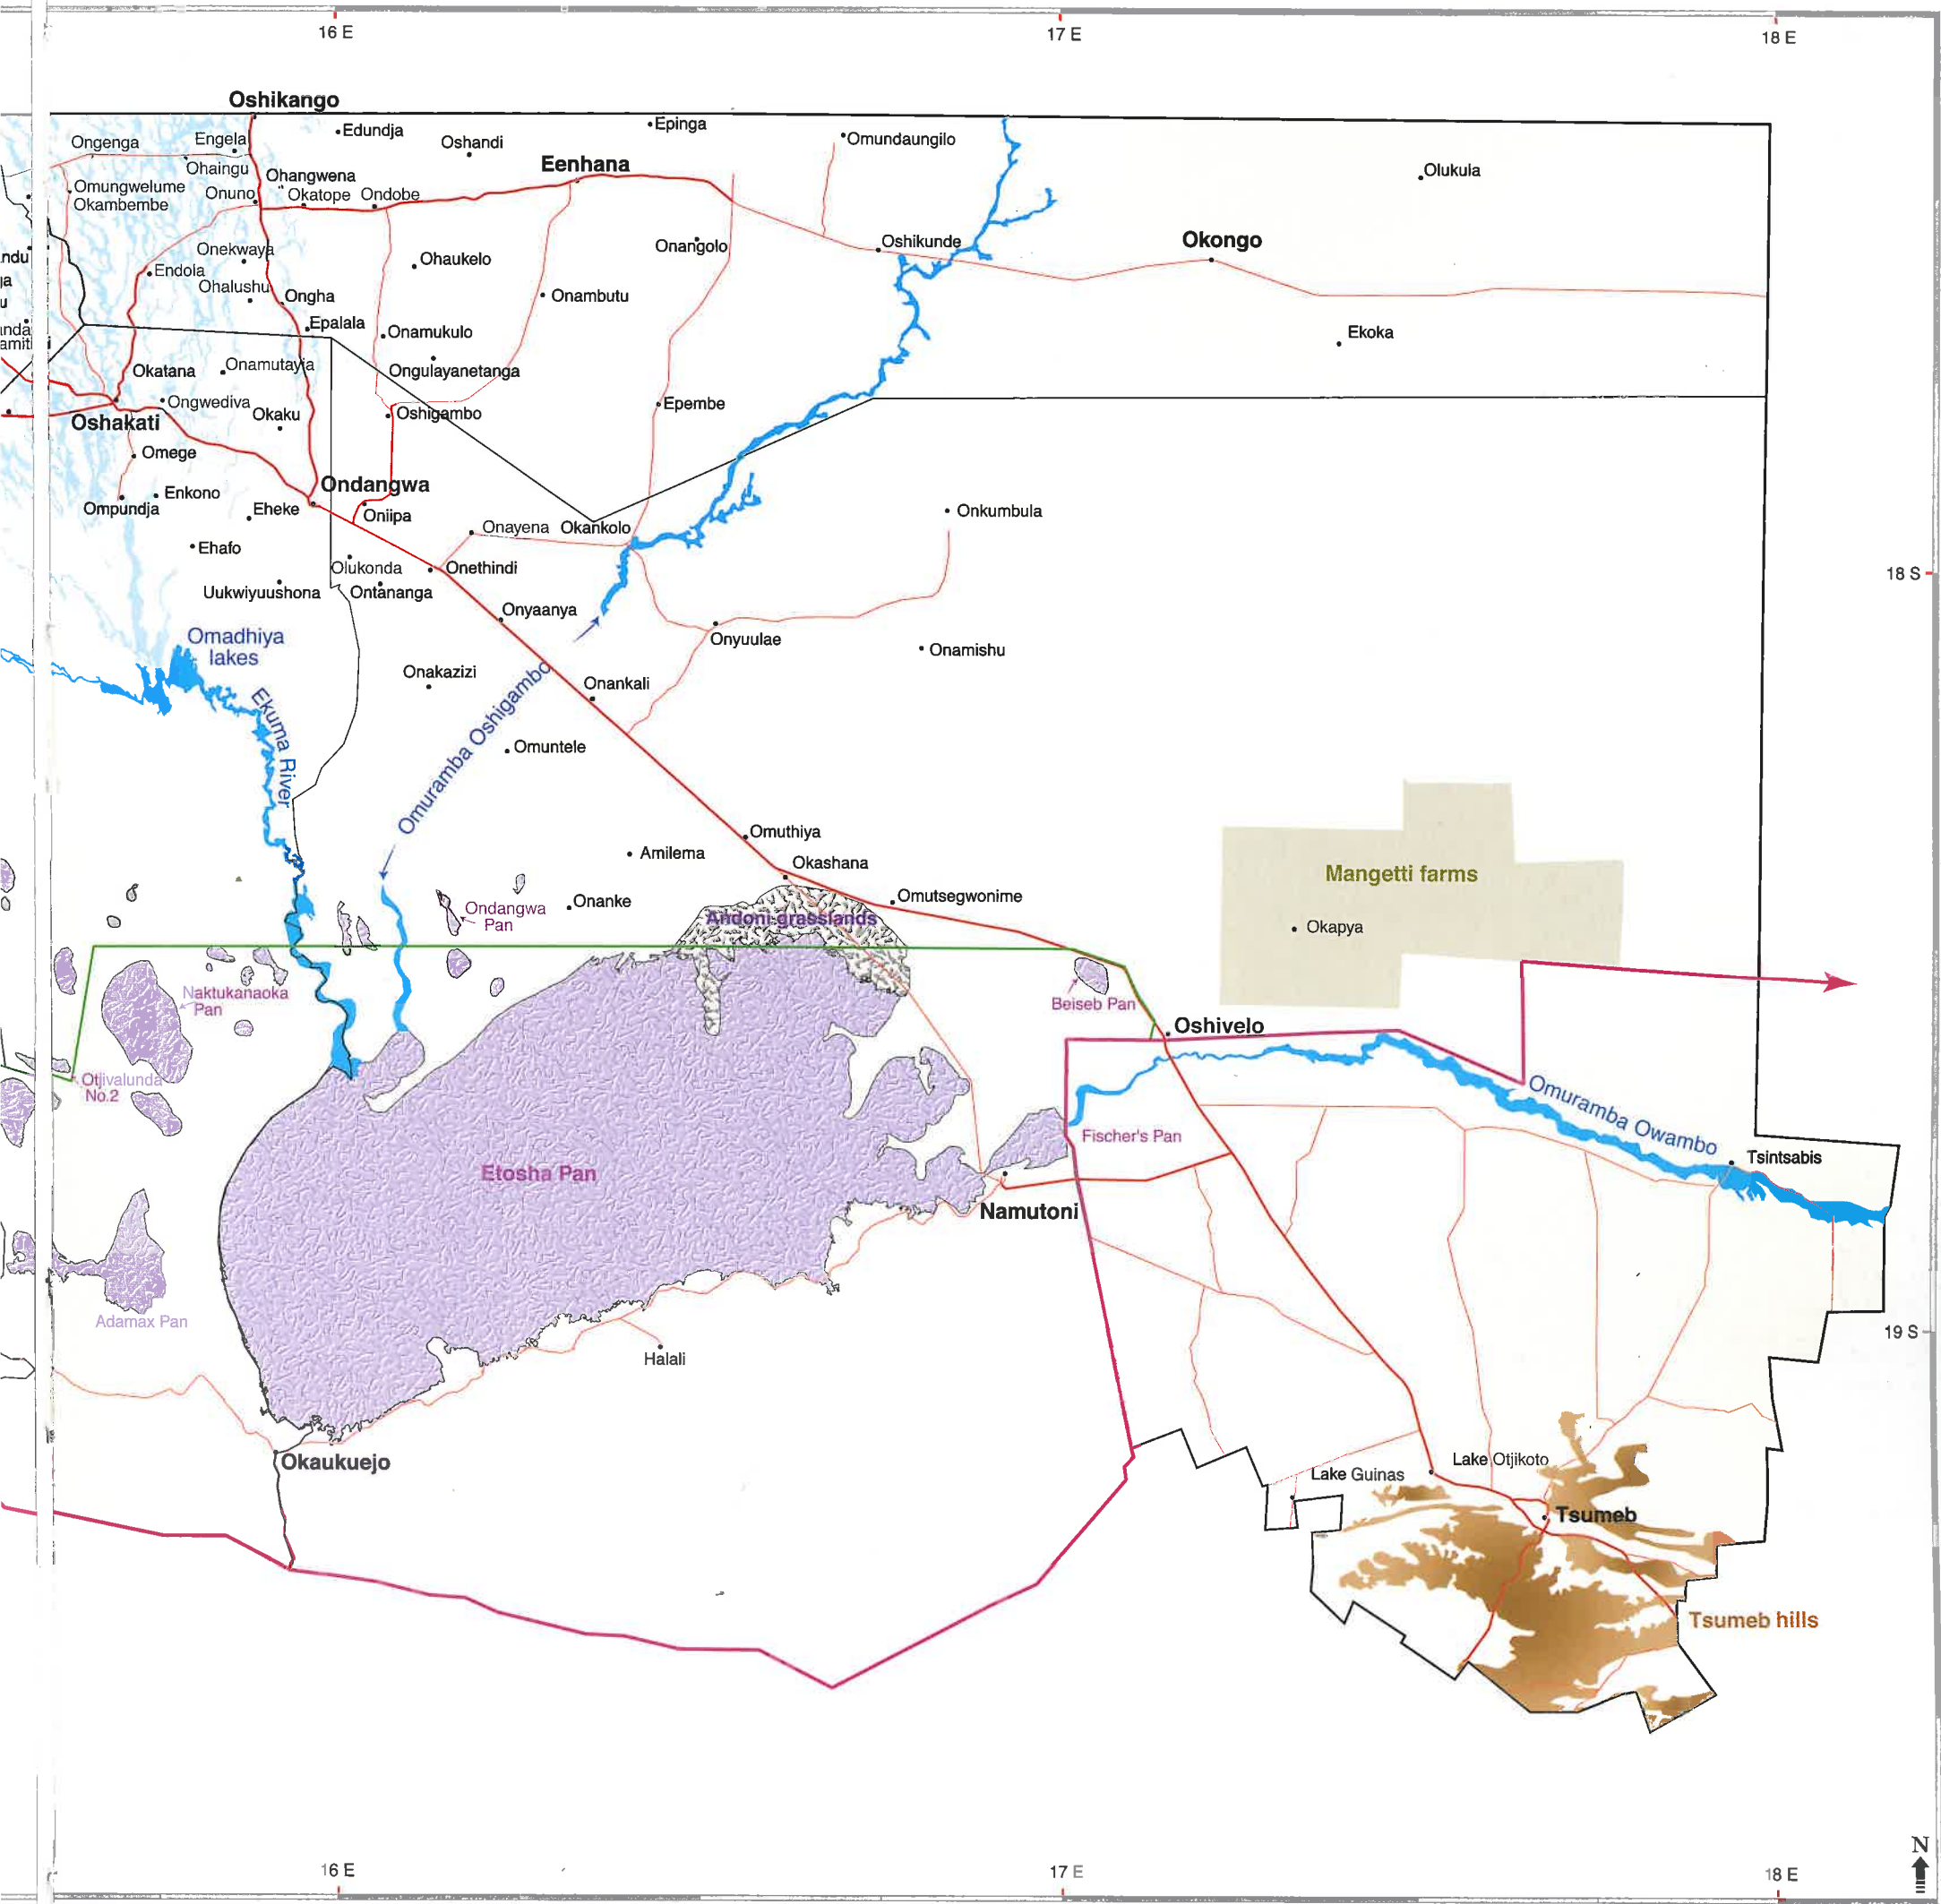 16 E
17 E
18 E
Oshikango
Edundja
Epinga
Ongenga
Engela
Oshandi
Omundaungilo
Ohaingu
Ohangwena
Eenhana
Olukula
Omungwelume
Okambembe
Onuno
Okatope
Ondobe
Onekwaya
Ohaukelo
Onangolo
Oshikunde
Okongo
ndu
Endola
Ohalushu
Ongha
Onambutu
Epalala
Onamukulo
Ekoka
Okatana
Onamutayia
Ongulayanetanga
Ongwediva
Okaku
Oshigambo
Epembe
Oshakati
Omege
Ondangwa
Enkono
Ompundja
Eheke
Oniipa
Onayena
Okankolo
Onkumbula
Ehafo
Olukonda
Onethindi
18 S
Uukwiyuushona
Ontananga
Onyaanya
Omadhiya
lakes
Onyuulae
Onamishu
Onakazizi
Onankali
Ekuma River
Omuramba Oshigambo
Omuntele
Omuthiya
Amilema
Okashana
Mangetti farms
Onanke
Omutsegwonime
Ondangwa
Pan
Andoni grasslands
Okapya
Naktukanaoka
Pan
Beiseb Pan
Oshivelo
Otjivalunda
No.2
Omuramba Owambo
Fischer's Pan
Tsintsabis
Etosha Pan
Namutoni
Adamax Pan
19 S
Halali
Okaukuejo
Lake Otjikoto
Lake Guinas
Tsumeb
Tsumeb hills
N
16 E
17 E
18 E